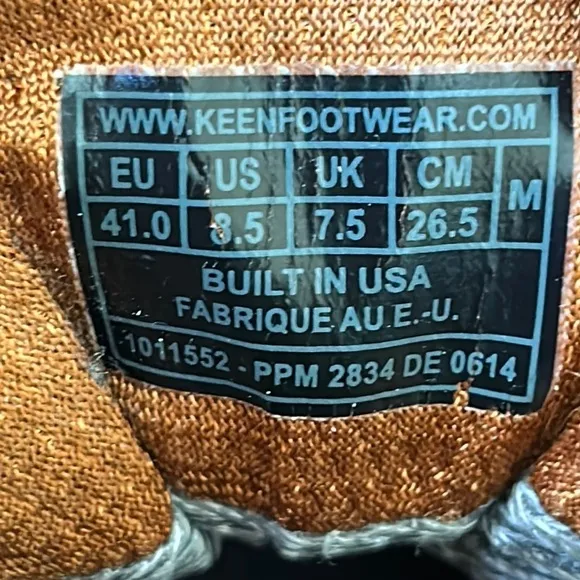 WWW.KEENFOOTWEAR.COM
EU US UK CM M
41.0 8.5 7.5 26.5
BUILT IN USA
FABRIQUE AU E.-U.
1011552 - PPM 2834 DE 0614